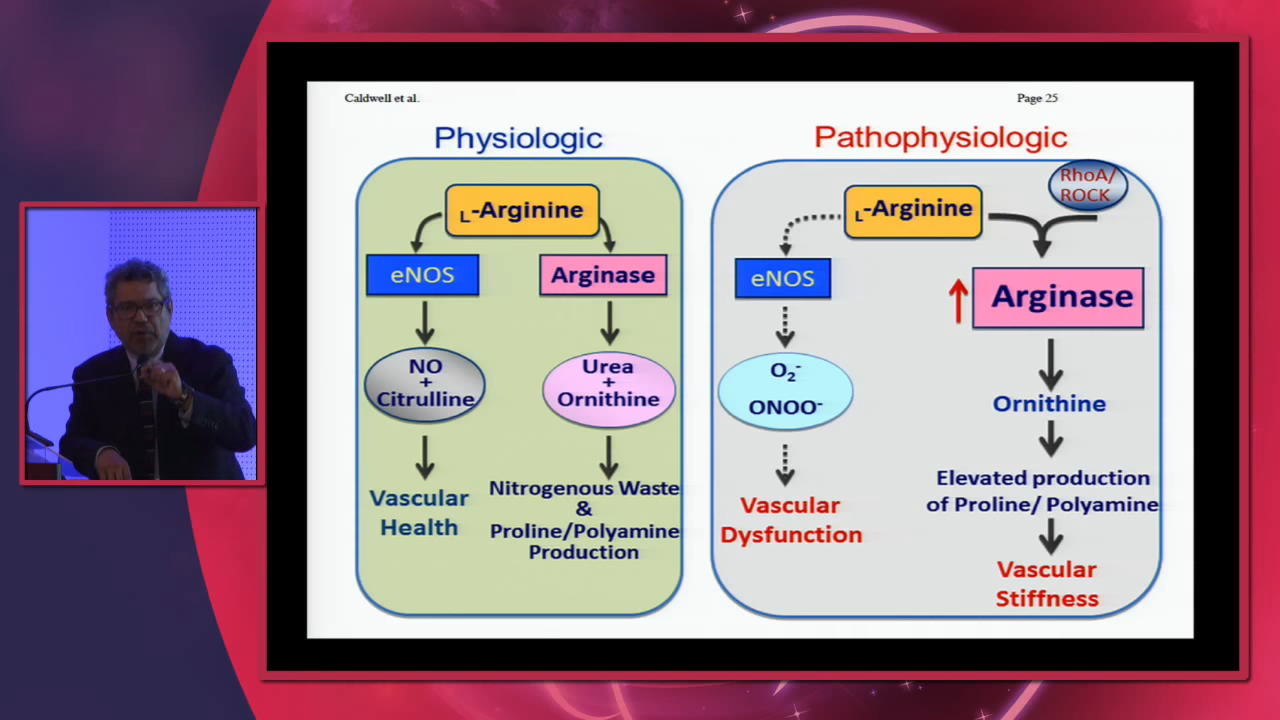 Caldwell et al.
Page 25
Physiologic
L-Arginine
eNOS
Arginase
NO
+
Citrulline
Urea
+
Ornithine
Vascular
Health
Nitrogenous Waste
&
Proline/Polyamine
Production
Pathophysiologic
RhoA/
ROCK
L-Arginine
eNOS
Arginase
O2-
ONOO-
Ornithine
Vascular
Dysfunction
Elevated production
of Proline/ Polyamine
Vascular
Stiffness